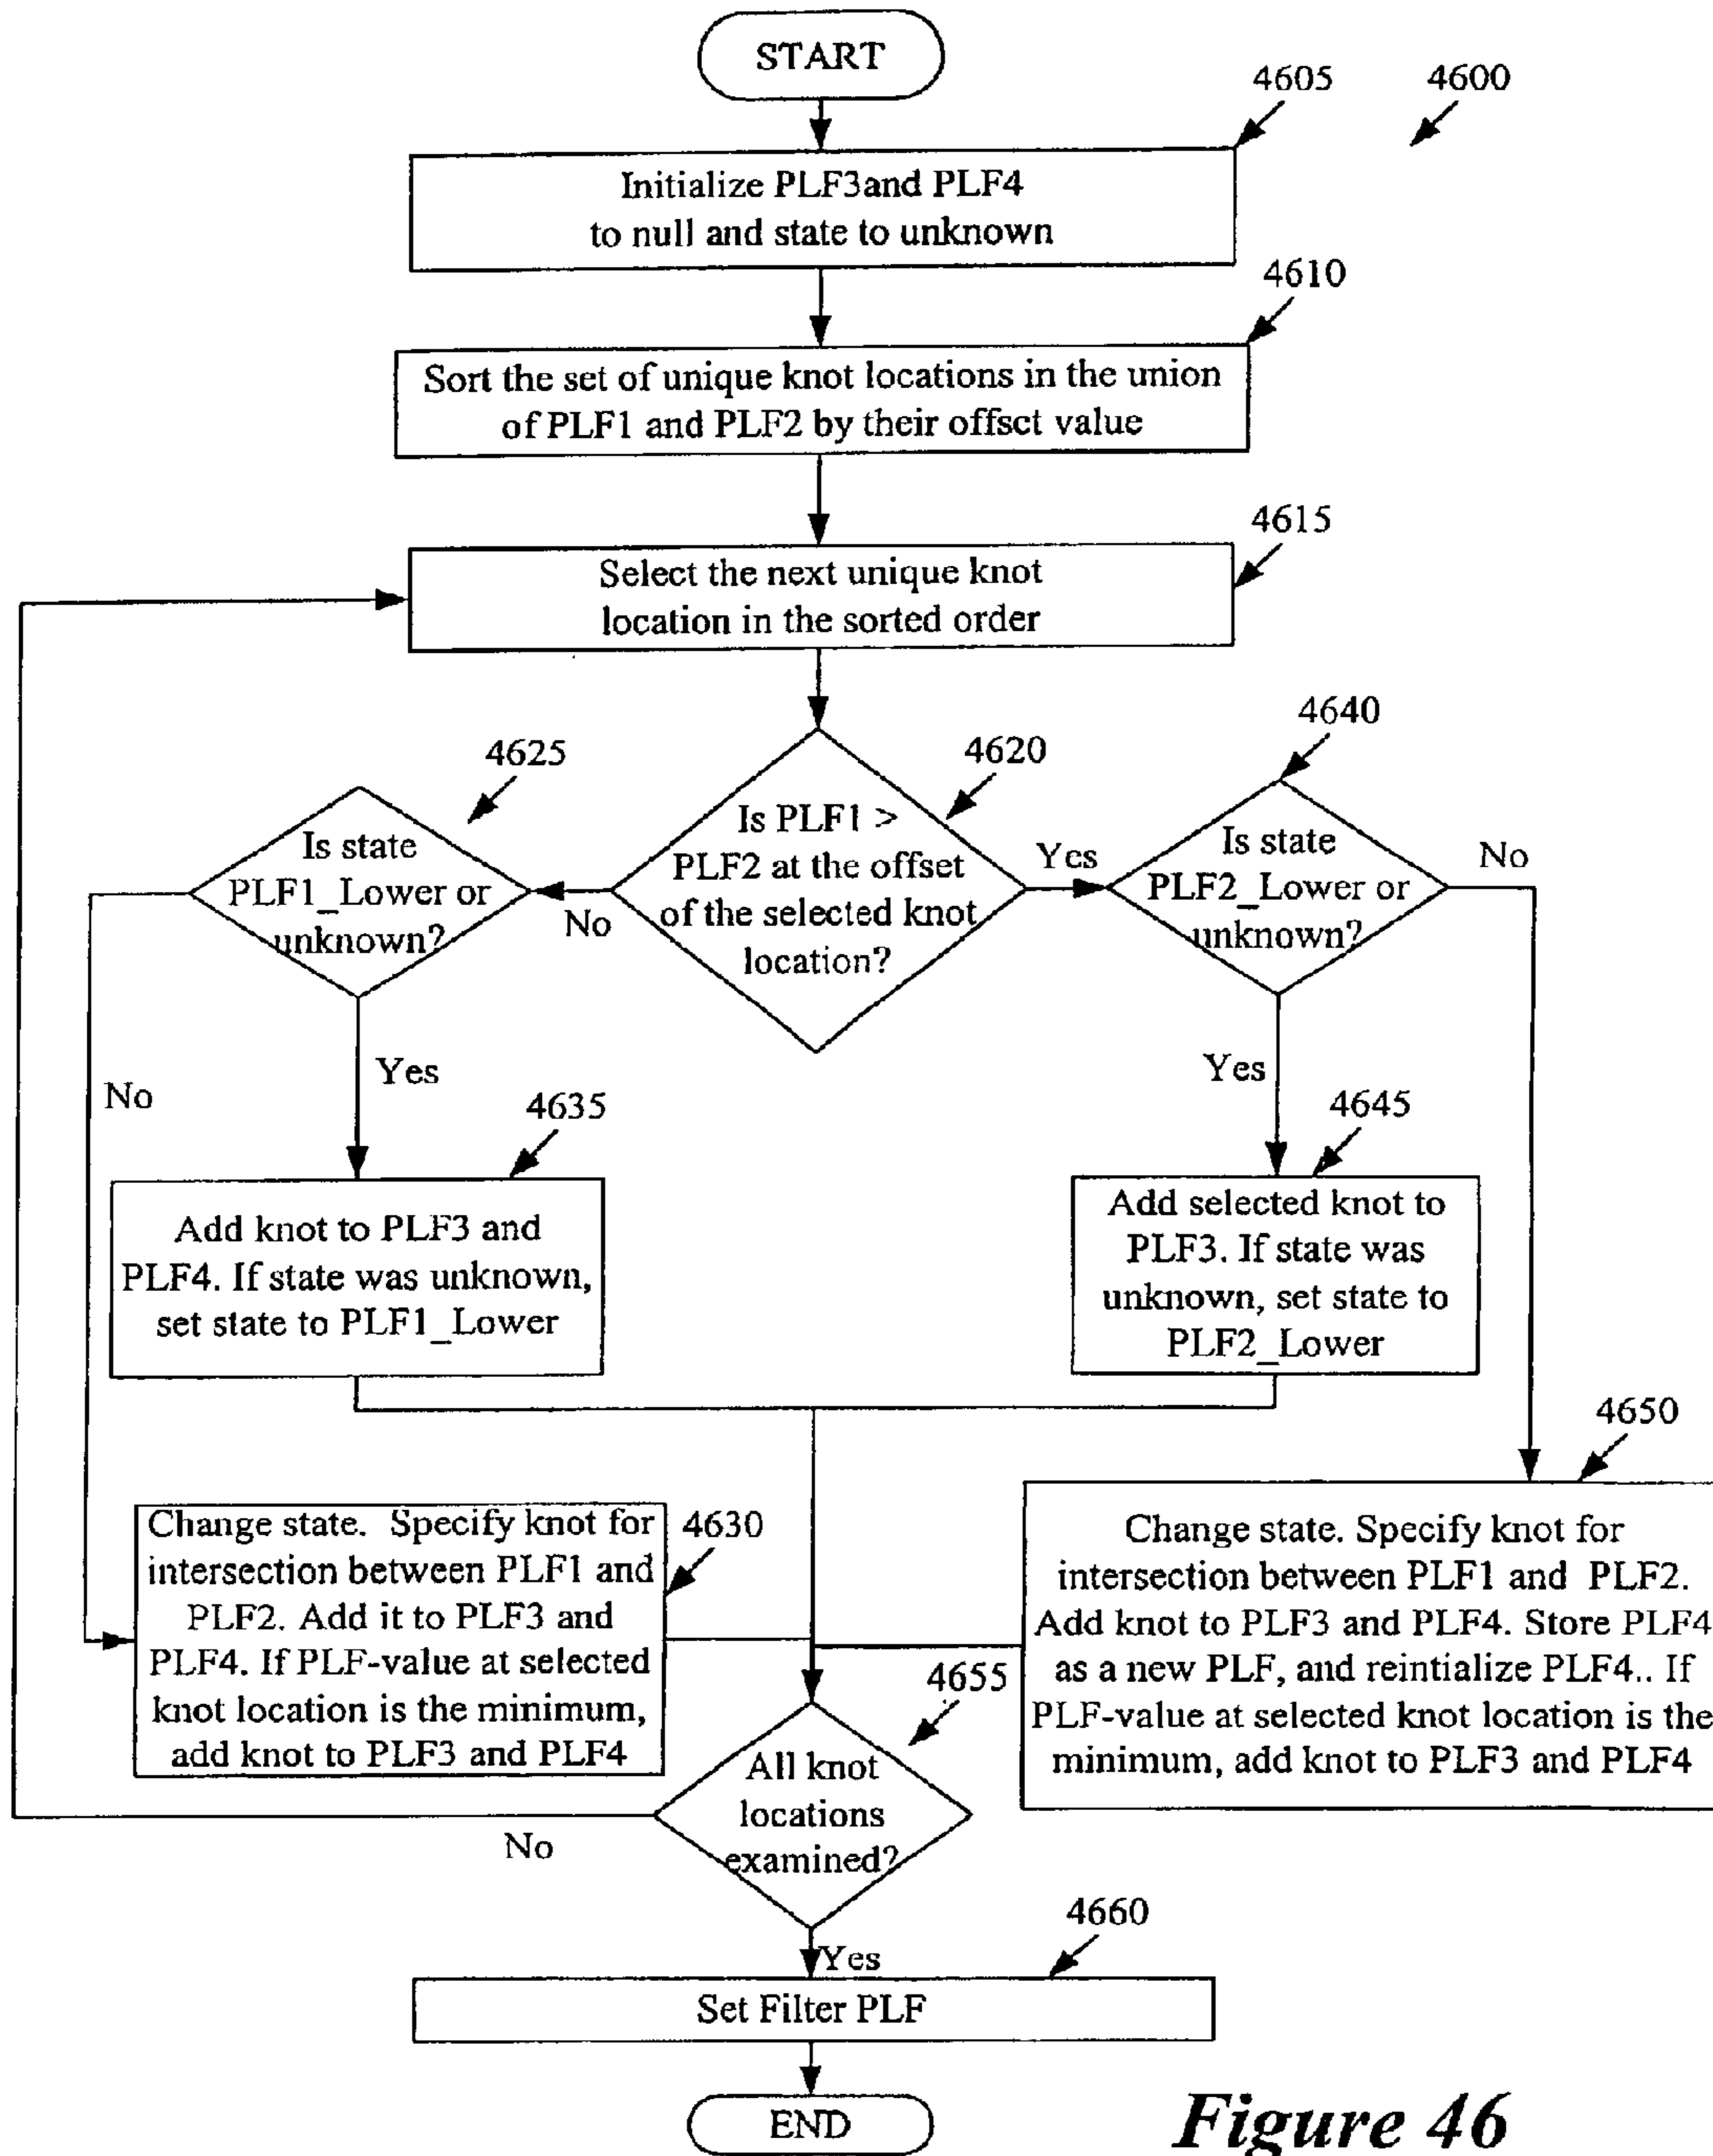 START
4605
4600
Initialize PLF3and PLF4
to null and state to unknown
4610
Sort the set of unique knot locations in the union
of PLF1 and PLF2 by their offset value
4615
Select the next unique knot
location in the sorted order
4625
4620
4640
Is state
PLF1_Lower or
unknown?
Is PLF1 >
PLF2 at the offset
of the selected knot
location?
Is state
PLF2_Lower or
unknown?
No
Yes
No
Yes
No
Yes
4635
4645
Add knot to PLF3 and
PLF4. If state was unknown,
set state to PLF1_Lower
Add selected knot to
PLF3. If state was
unknown, set state to
PLF2_Lower
4650
4630
Change state. Specify knot for
intersection between PLF1 and
PLF2. Add it to PLF3 and
PLF4. If PLF-value at selected
knot location is the minimum,
add knot to PLF3 and PLF4
Change state. Specify knot for
intersection between PLF1 and PLF2.
Add knot to PLF3 and PLF4. Store PLF4
as a new PLF, and reintialize PLF4.. If
PLF-value at selected knot location is the
minimum, add knot to PLF3 and PLF4
4655
All knot
locations
examined?
No
Yes
4660
Set Filter PLF
END
Figure 46